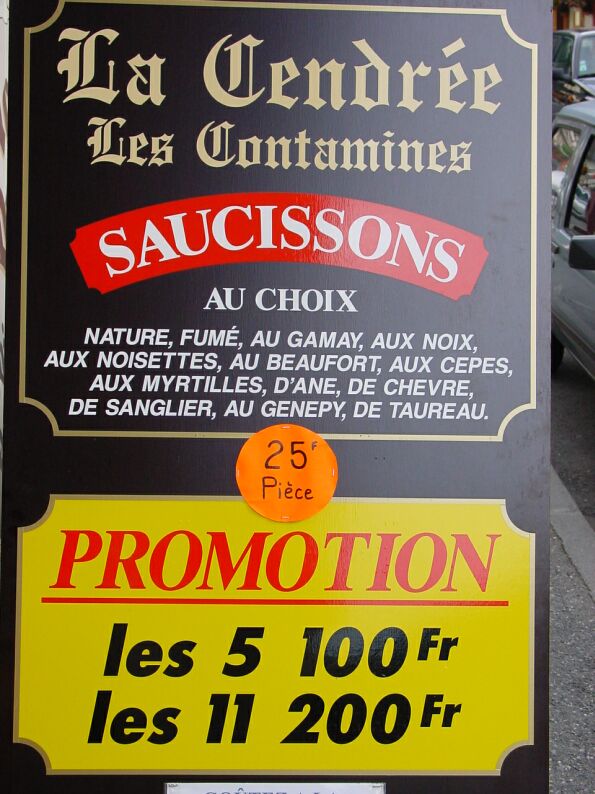 La Cendrée
Les Contamines
SAUCISSONS
AU CHOIX
NATURE, FUMÉ, AU GAMAY, AUX NOIX,
AUX NOISETTES, AU BEAUFORT, AUX CEPES,
AUX MYRTILLES, D'ANE, DE CHEVRE,
DE SANGLIER, AU GENEPY, DE TAUREAU.
25F
Pièce
PROMOTION
les 5 100Fr
les 11 200Fr